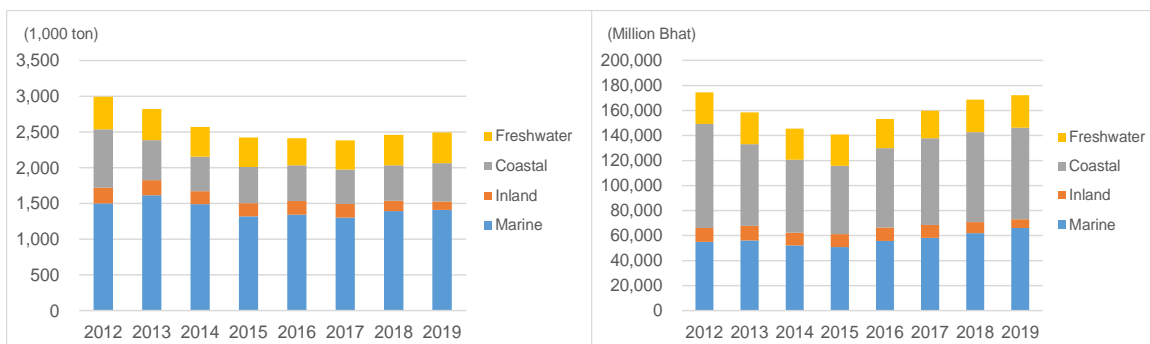 (1,000 ton)
3,500
3,000
2,500
2,000
1,500
1,000
500
0
2012 2013 2014 2015 2016 2017 2018 2019
Freshwater
Coastal
Inland
Marine
(Million Bhat)
200,000
180,000
160,000
140,000
120,000
100,000
80,000
60,000
40,000
20,000
0
2012 2013 2014 2015 2016 2017 2018 2019
Freshwater
Coastal
Inland
Marine